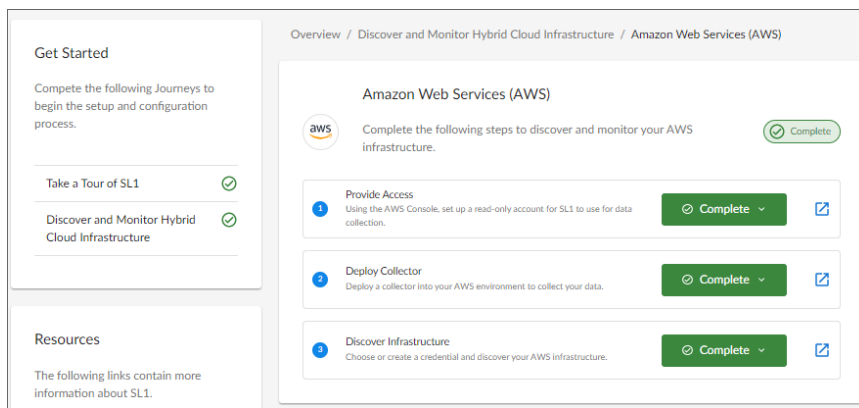 Get Started
Compete the following Journeys to
begin the setup and configuration
process.
Take a Tour of SL1
Discover and Monitor Hybrid
Cloud Infrastructure
Resources
The following links contain more
information about SL1.
Overview / Discover and Monitor Hybrid Cloud Infrastructure / Amazon Web Services (AWS)
Amazon Web Services (AWS)
aws
Complete the following steps to discover and monitor your AWS
infrastructure.
Complete
1
Provide Access
Using the AWS Console, set up a read-only account for SL1 to use for data
collection.
Complete
2
Deploy Collector
Deploy a collector into your AWS environment to collect your data.
Complete
3
Discover Infrastructure
Choose or create a credential and discover your AWS infrastructure.
Complete